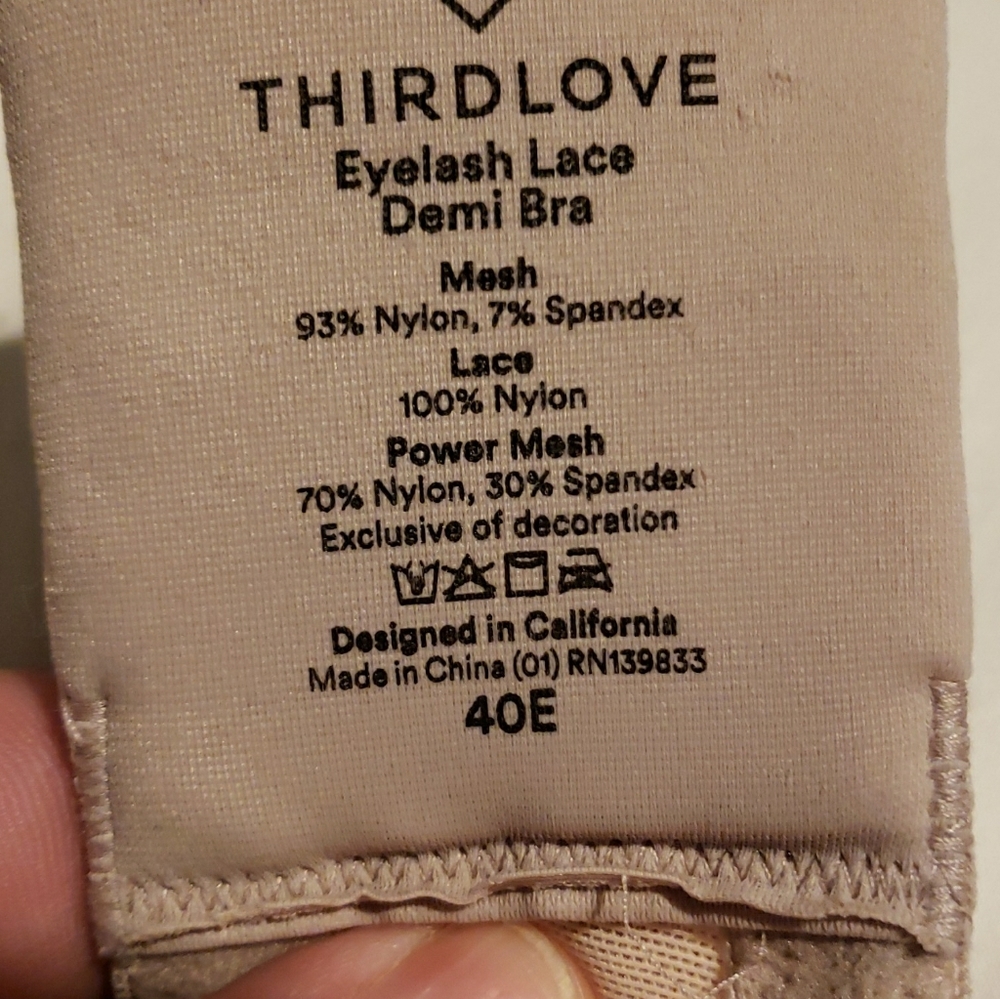 THIRDLOVE
Eyelash Lace
Demi Bra
Mesh
93% Nylon, 7% Spandex
Lace
100% Nylon
Power Mesh
70% Nylon, 30% Spandex
Exclusive of decoration
Designed in California
Made in China (01) RN139833
40E